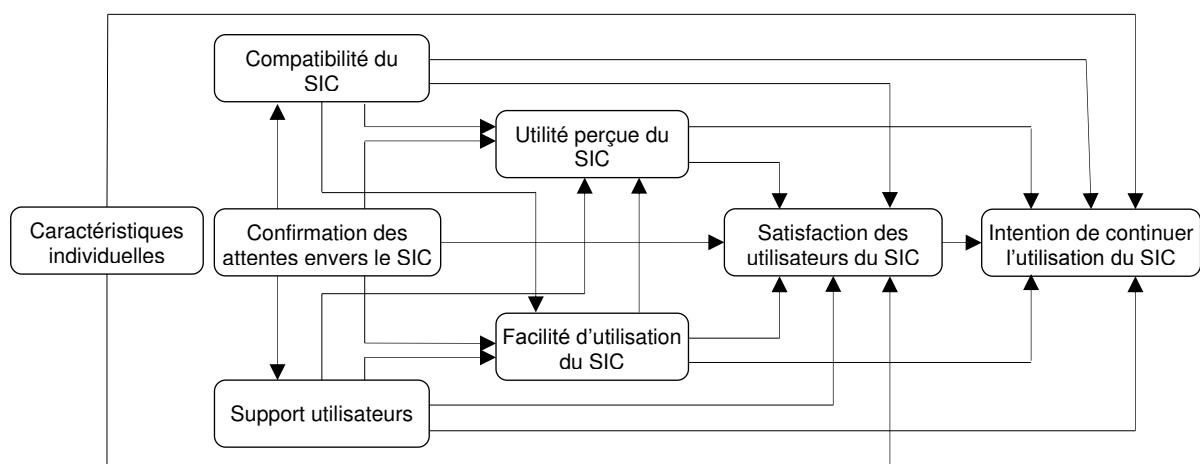 Compatibilité du
SIC
Utilité perçue du
SIC
Caractéristiques
individuelles
Confirmation des
attentes envers le SIC
Satisfaction des
utilisateurs du SIC
Intention de continuer
l'utilisation du SIC
Facilité d'utilisation
du SIC
Support utilisateurs